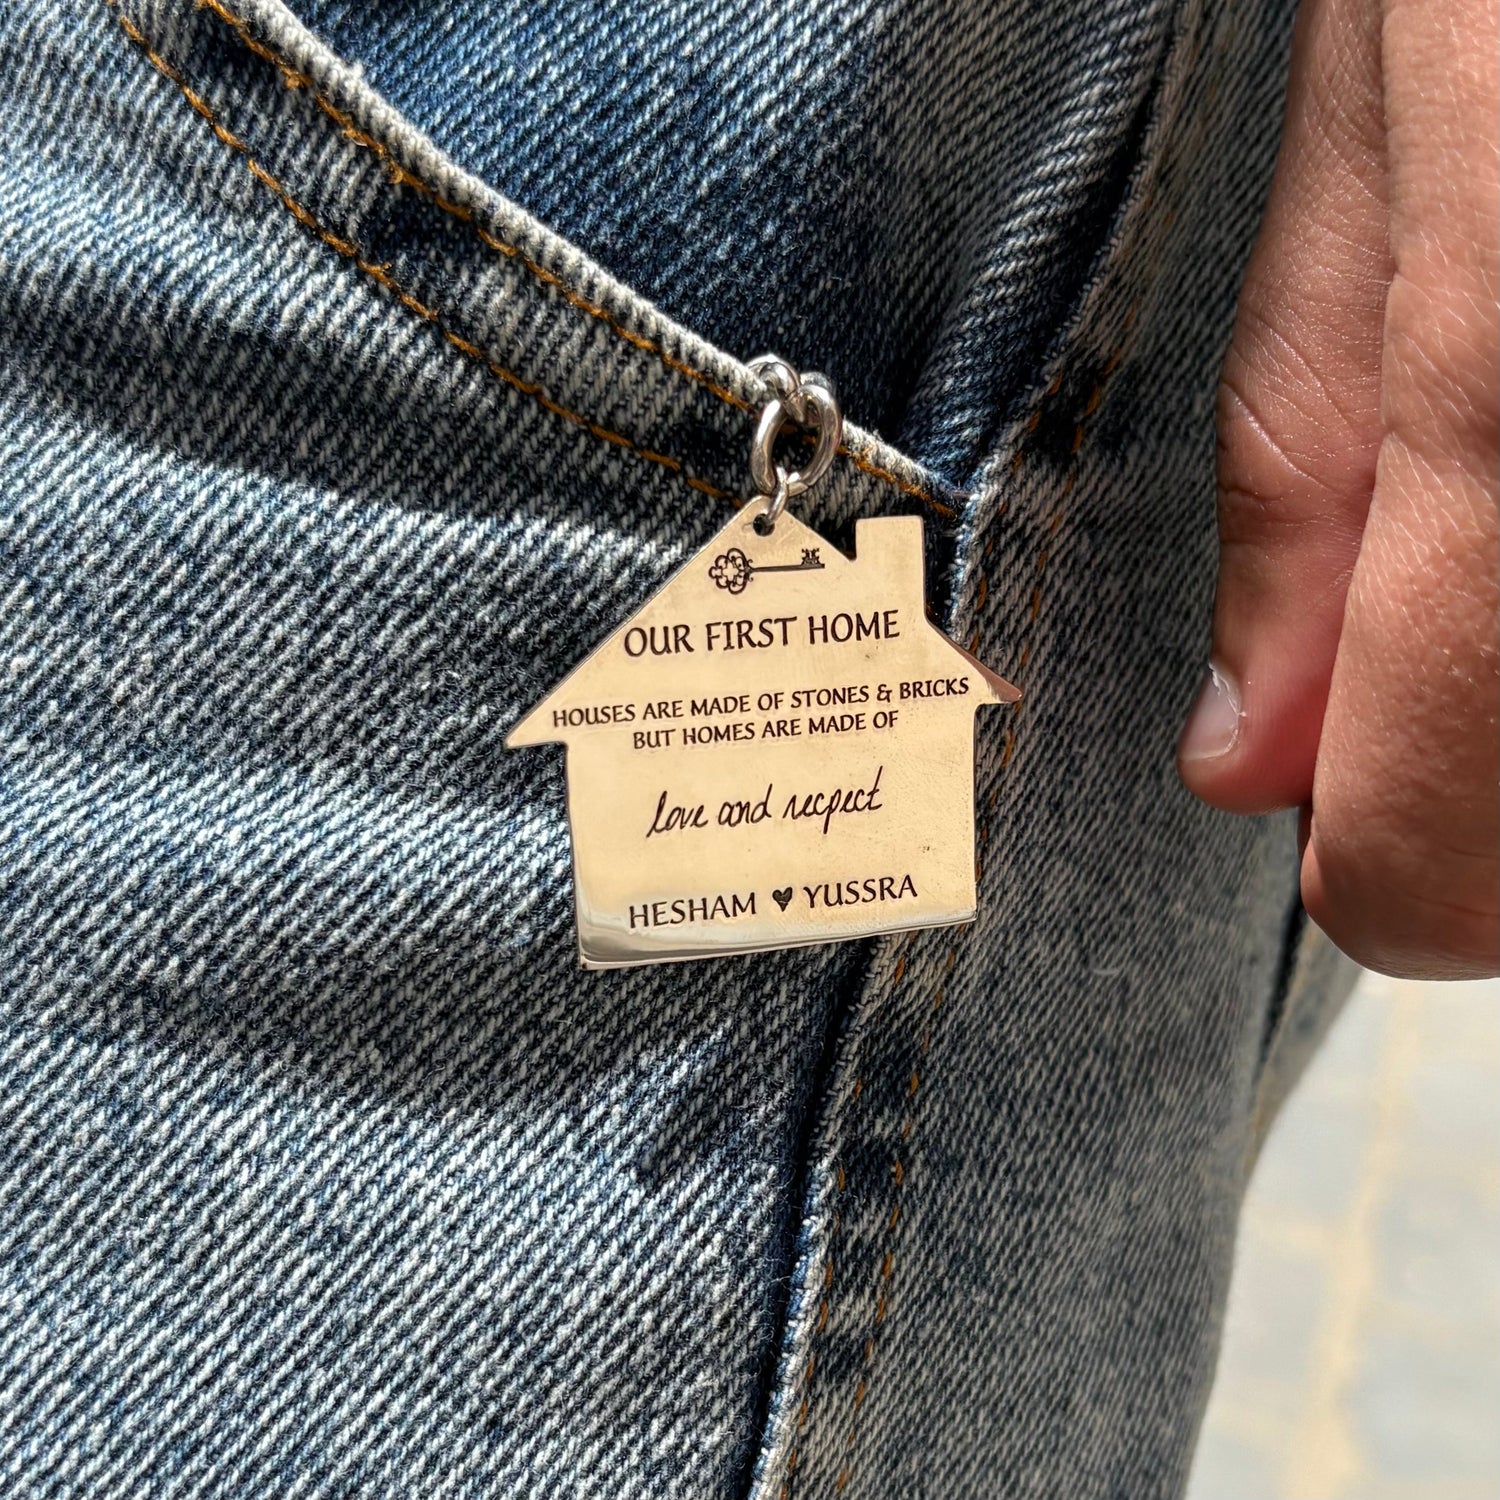 OUR FIRST HOME
HOUSES ARE MADE OF STONES & BRICKS
BUT HOMES ARE MADE OF
love and recpect
HESHAM ♥ YUSSRA